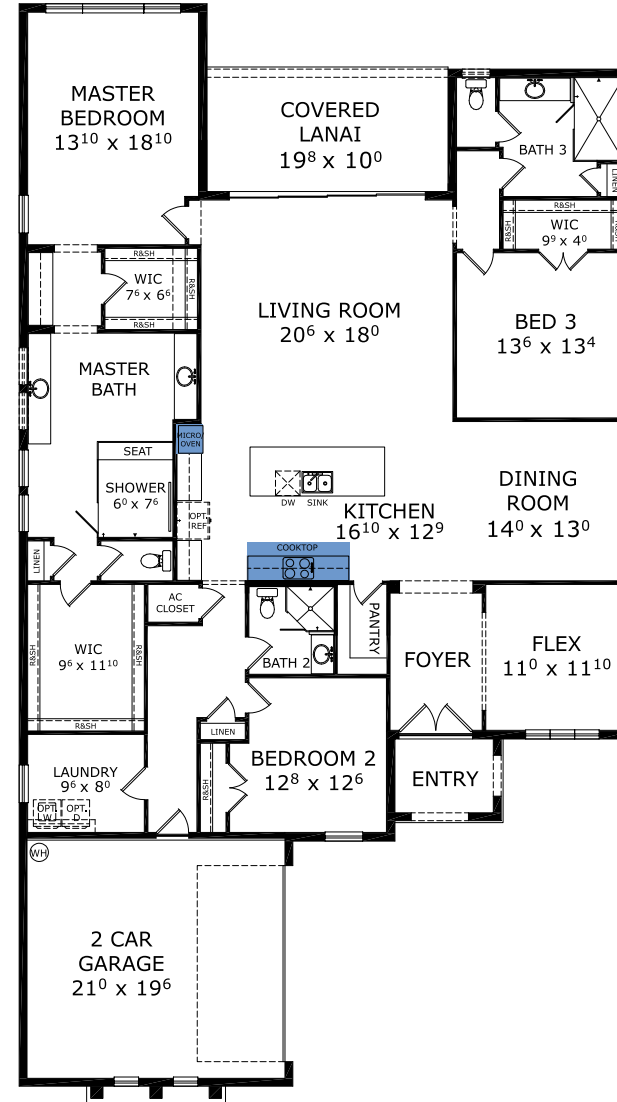 MASTER
BEDROOM
13¹⁰ x 18¹⁰
COVERED
LANAI
19⁸ x 10⁰
BATH 3
LINEN
R&SH
R&SH
WIC
9⁹ x 4⁰
R&SH
R&SH
WIC
7⁶ x 6⁶
R&SH
R&SH
LIVING ROOM
20⁶ x 18⁰
BED 3
13⁶ x 13⁴
MASTER
BATH
MICRO/
OVEN
SEAT
SHOWER
6⁰ x 7⁶
OPT.
REF.
DW
SINK
KITCHEN
16¹⁰ x 12⁹
DINING
ROOM
14⁰ x 13⁰
COOKTOP
LINEN
AC
CLOSET
R&SH
WIC
9⁶ x 11¹⁰
R&SH
R&SH
BATH 2
PANTRY
FOYER
FLEX
11⁰ x 11¹⁰
LINEN
LAUNDRY
9⁶ x 8⁰
OPT.
W
OPT.
D
R&SH
BEDROOM 2
12⁸ x 12⁶
ENTRY
WH
2 CAR
GARAGE
21⁰ x 19⁶